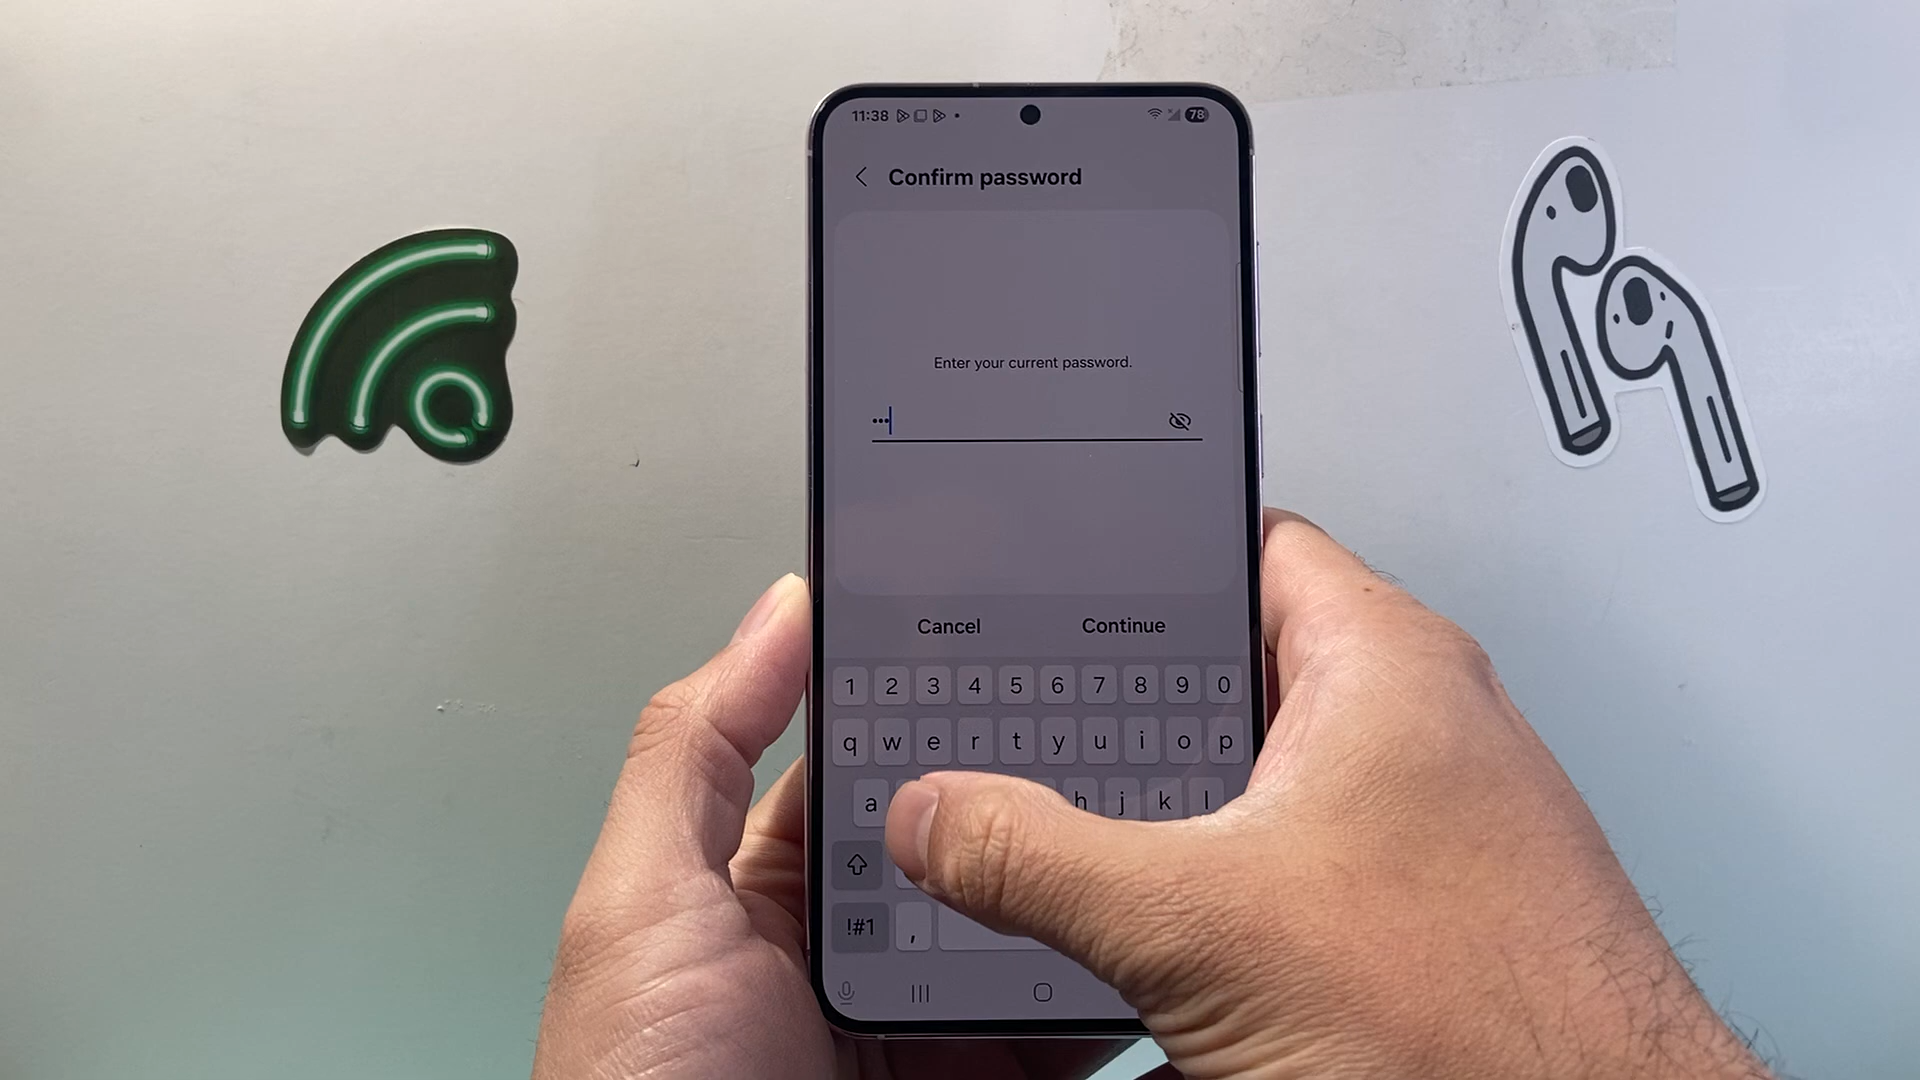 11:38
78
Confirm password
Enter your current password.
•••
Cancel
Continue
1 2 3 4 5 6 7 8 9 0
q w e r t y u i o p
a h j k l
!#1 ,